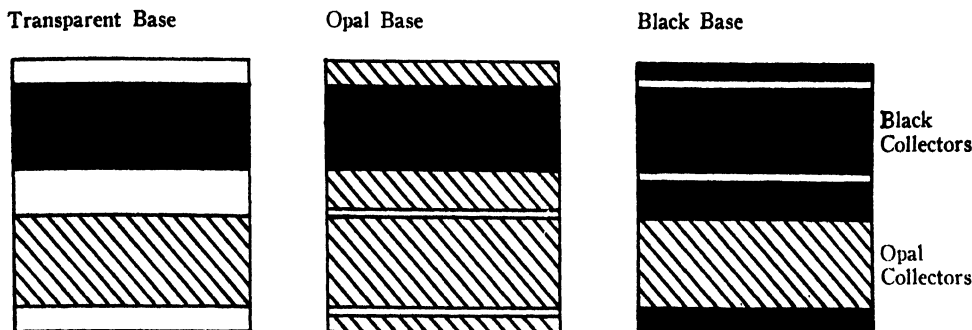 Transparent Base
Opal Base
Black Base
Black
Collectors
Opal
Collectors